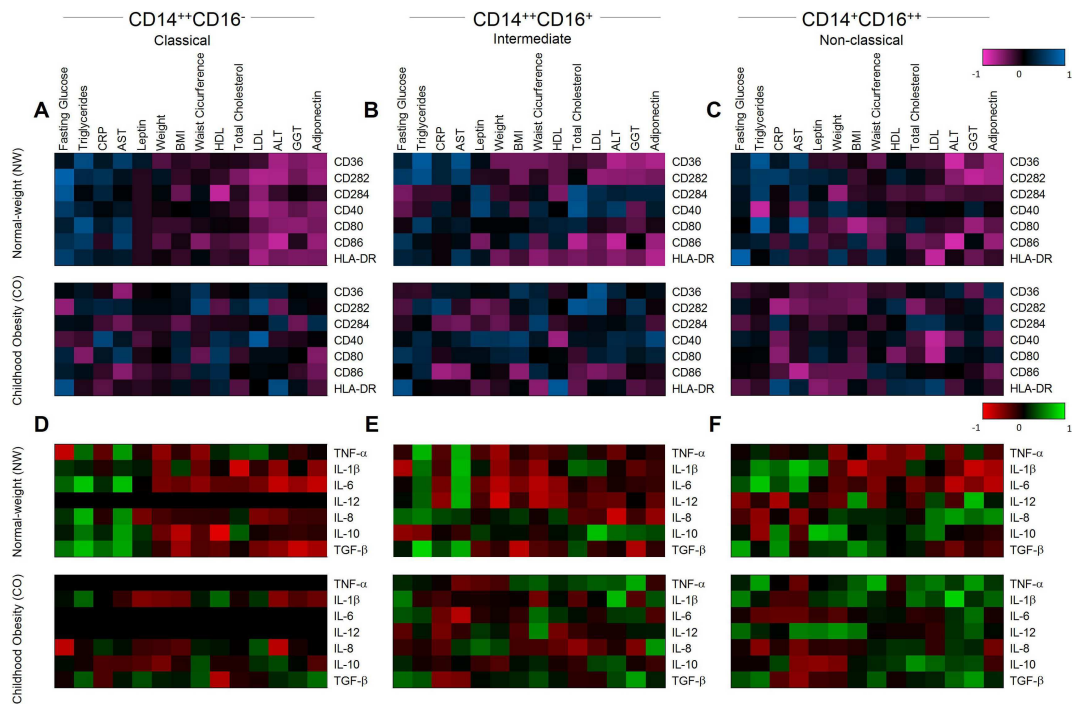 CD14++CD16-
Classical
CD14++CD16+
Intermediate
CD14+CD16++
Non-classical
-1 0 1
A
Fasting Glucose
Triglycerides
CRP
AST
Leptin
Weight
BMI
Waist Cicurference
HDL
Total Cholesterol
LDL
ALT
GGT
Adiponectin
B
Fasting Glucose
Triglycerides
CRP
AST
Leptin
Weight
BMI
Waist Cicurference
HDL
Total Cholesterol
LDL
ALT
GGT
Adiponectin
C
Fasting Glucose
Triglycerides
CRP
AST
Leptin
Weight
BMI
Waist Cicurference
HDL
Total Cholesterol
LDL
ALT
GGT
Adiponectin
Normal-weight (NW)
CD36 CD36 CD36
CD282 CD282 CD282
CD284 CD284 CD284
CD40 CD40 CD40
CD80 CD80 CD80
CD86 CD86 CD86
HLA-DR HLA-DR HLA-DR
Childhood Obesity (CO)
CD36 CD36 CD36
CD282 CD282 CD282
CD284 CD284 CD284
CD40 CD40 CD40
CD80 CD80 CD80
CD86 CD86 CD86
HLA-DR HLA-DR HLA-DR
-1 0 1
D E F
Normal-weight (NW)
TNF-α TNF-α TNF-α
IL-1β IL-1β IL-1β
IL-6 IL-6 IL-6
IL-12 IL-12 IL-12
IL-8 IL-8 IL-8
IL-10 IL-10 IL-10
TGF-β TGF-β TGF-β
Childhood Obesity (CO)
TNF-α TNF-α TNF-α
IL-1β IL-1β IL-1β
IL-6 IL-6 IL-6
IL-12 IL-12 IL-12
IL-8 IL-8 IL-8
IL-10 IL-10 IL-10
TGF-β TGF-β TGF-β